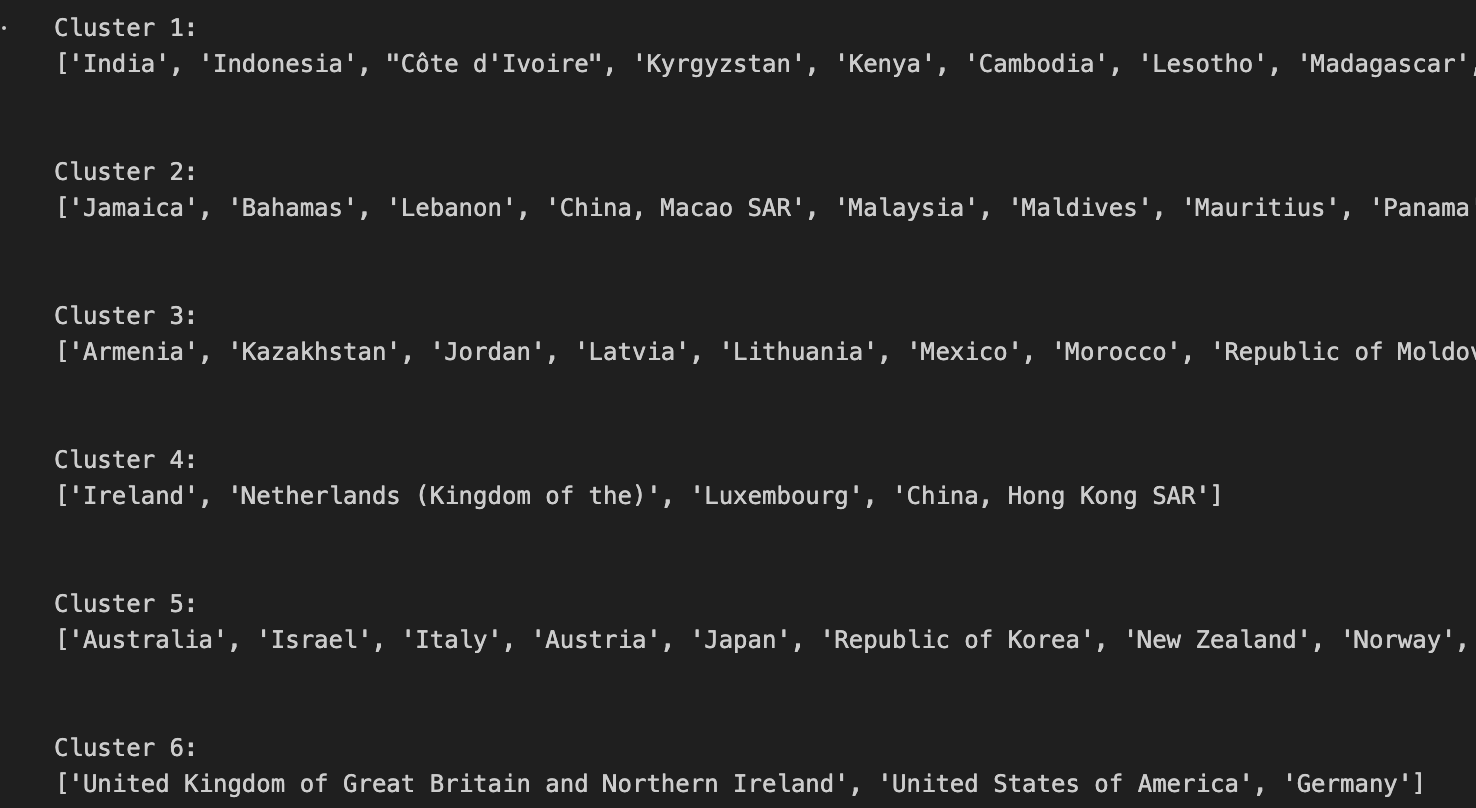 Cluster 1:
['India', 'Indonesia', "Côte d'Ivoire", 'Kyrgyzstan', 'Kenya', 'Cambodia', 'Lesotho', 'Madagascar',
Cluster 2:
['Jamaica', 'Bahamas', 'Lebanon', 'China, Macao SAR', 'Malaysia', 'Maldives', 'Mauritius', 'Panama
Cluster 3:
['Armenia', 'Kazakhstan', 'Jordan', 'Latvia', 'Lithuania', 'Mexico', 'Morocco', 'Republic of
Cluster 4:
['Ireland', 'Netherlands (Kingdom of the)', 'Luxembourg', 'China, Hong Kong SAR']
Cluster 5:
['Australia', 'Israel', 'Italy', 'Austria', 'Japan', 'Republic of Korea', 'New Zealand', 'Norway',
Cluster 6:
['United Kingdom of Great Britain and Northern Ireland', 'United States of America', 'Germany']